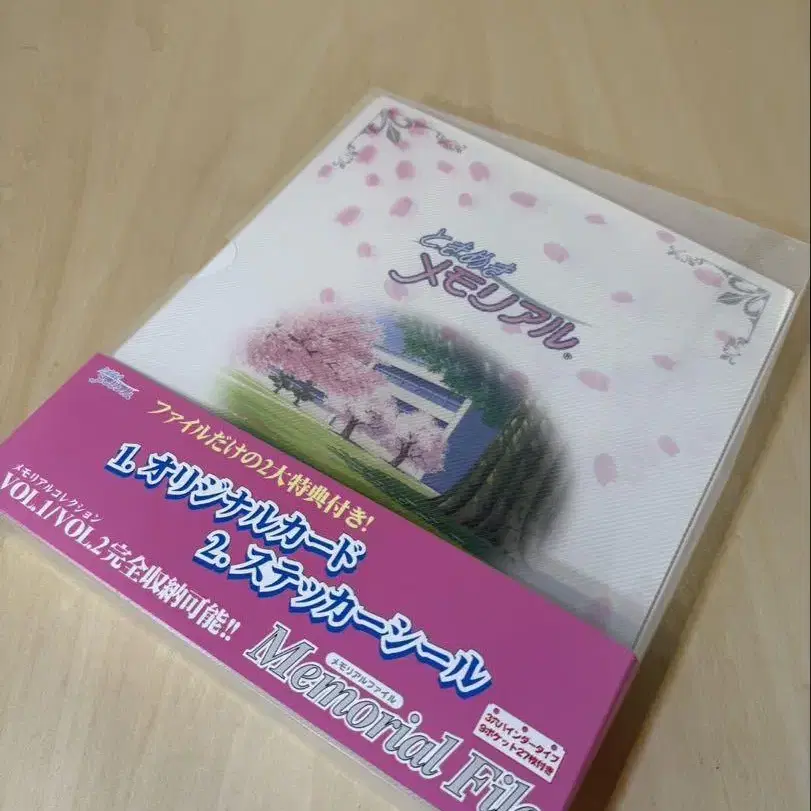 ときめき
メモリアル®
ファイルだけの2大特典付き!
1. オリジナルカード
2. ステッカーシール
メモリアルコレクション
VOL.1/VOL.2 完全収納可能!!
メモリアルファイル
Memorial File
3穴バインダータイプ
9ポケット27枚付き